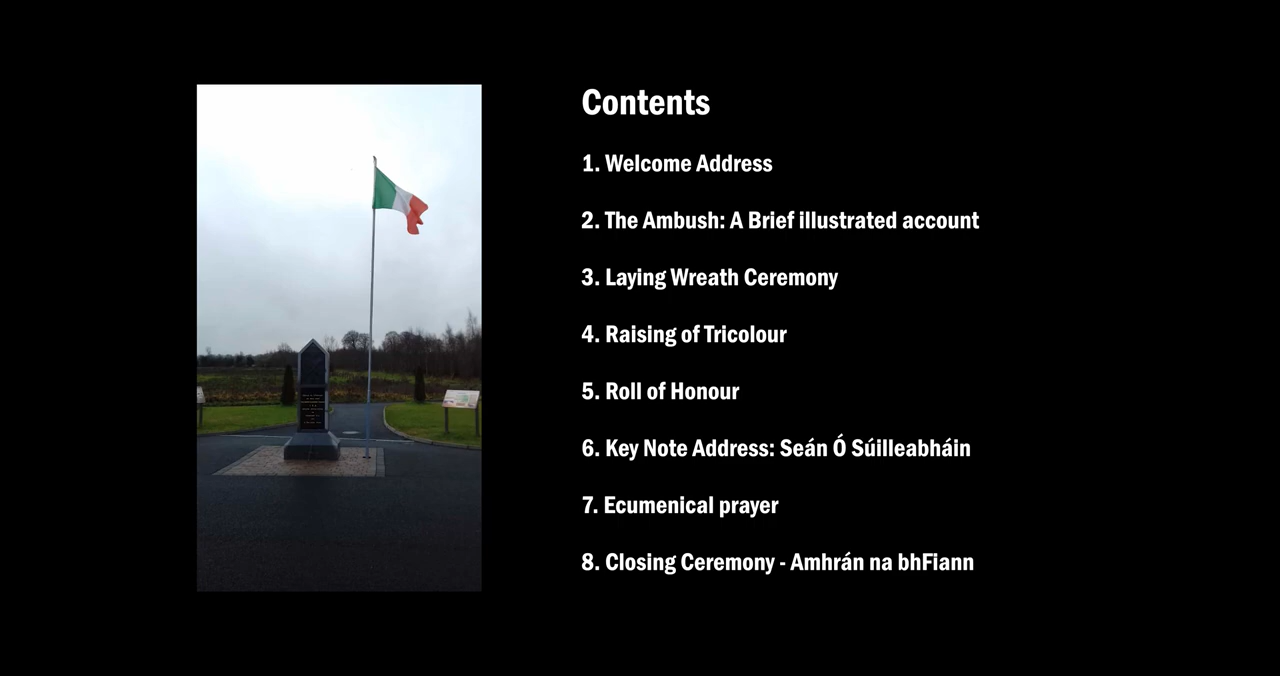 Contents
1. Welcome Address
2. The Ambush: A Brief illustrated account
3. Laying Wreath Ceremony
4. Raising of Tricolour
5. Roll of Honour
6. Key Note Address: Seán Ó Súilleabháin
7. Ecumenical prayer
8. Closing Ceremony - Amhrán na bhFiann